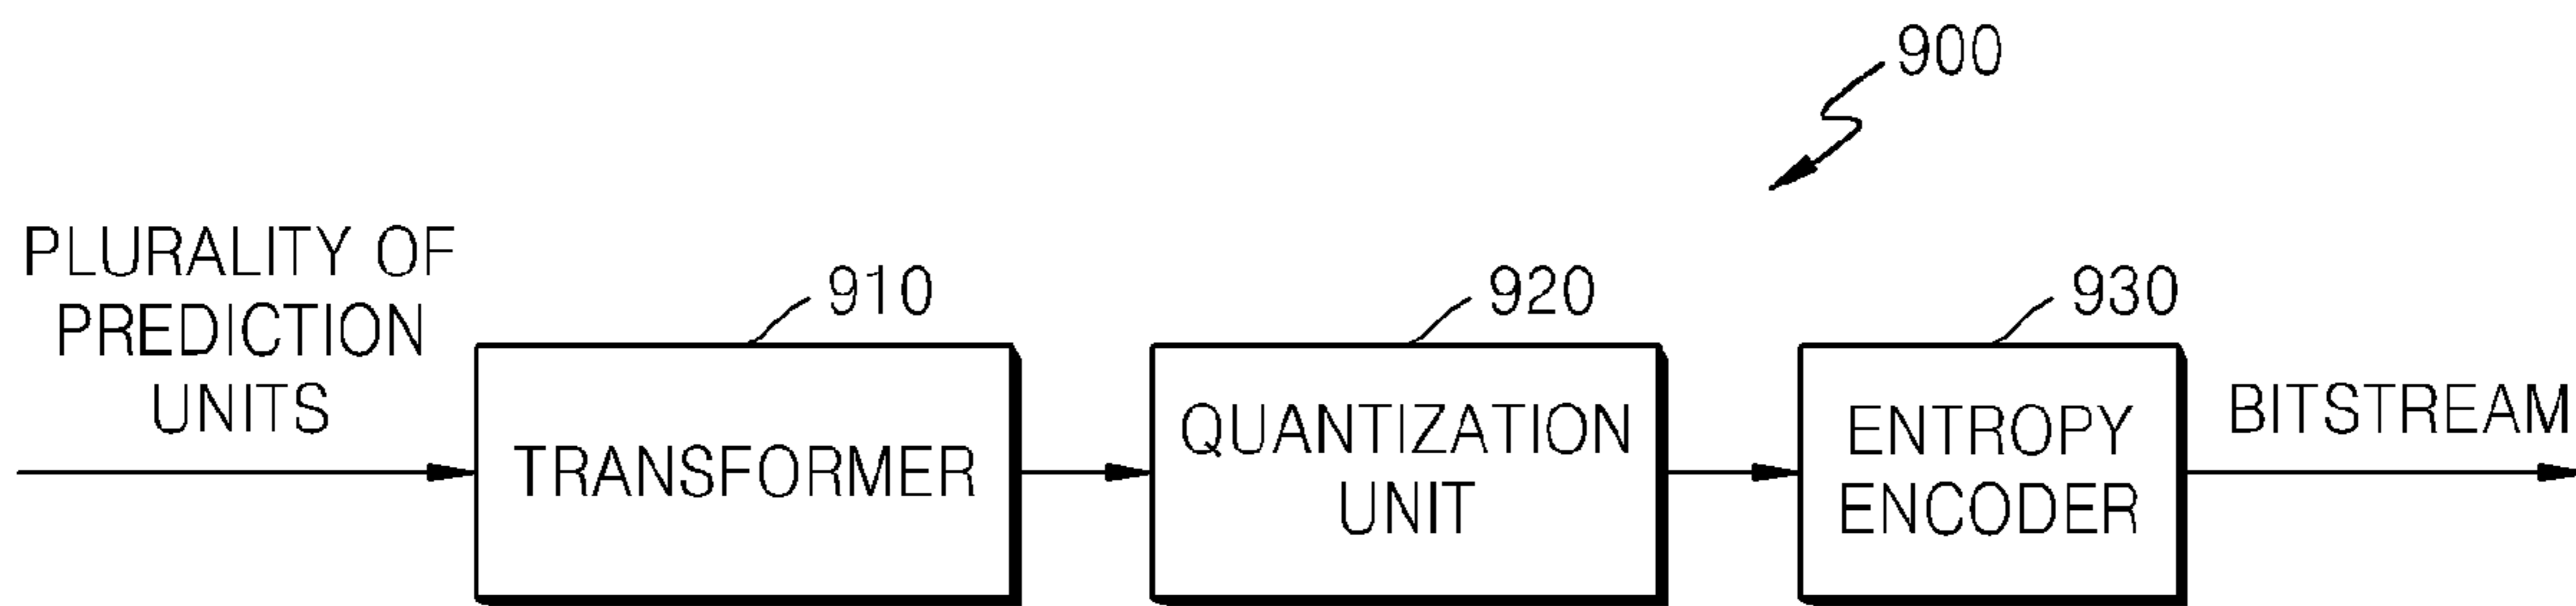 900
PLURALITY OF
PREDICTION
UNITS
910
TRANSFORMER
920
QUANTIZATION
UNIT
930
ENTROPY
ENCODER
BITSTREAM